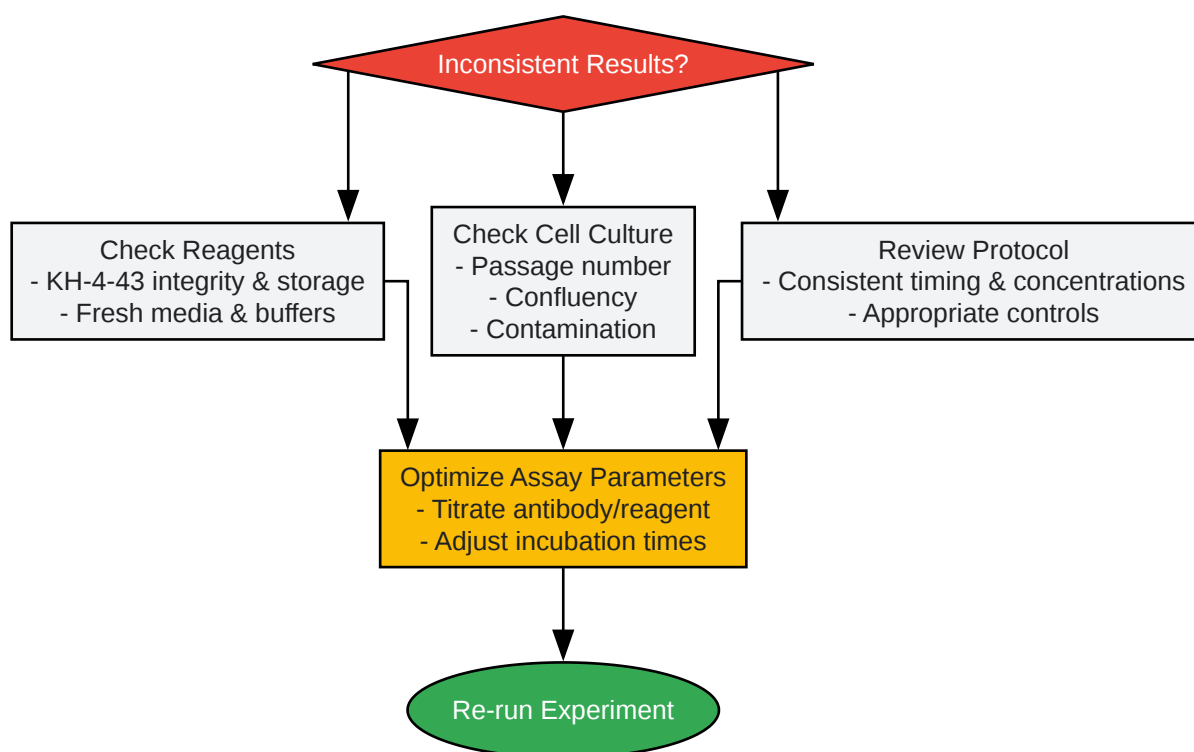 Inconsistent Results?
Check Reagents
- KH-4-43 integrity & storage
- Fresh media & buffers
Check Cell Culture
- Passage number
- Confluency
- Contamination
Review Protocol
- Consistent timing & concentrations
- Appropriate controls
Optimize Assay Parameters
- Titrate antibody/reagent
- Adjust incubation times
Re-run Experiment